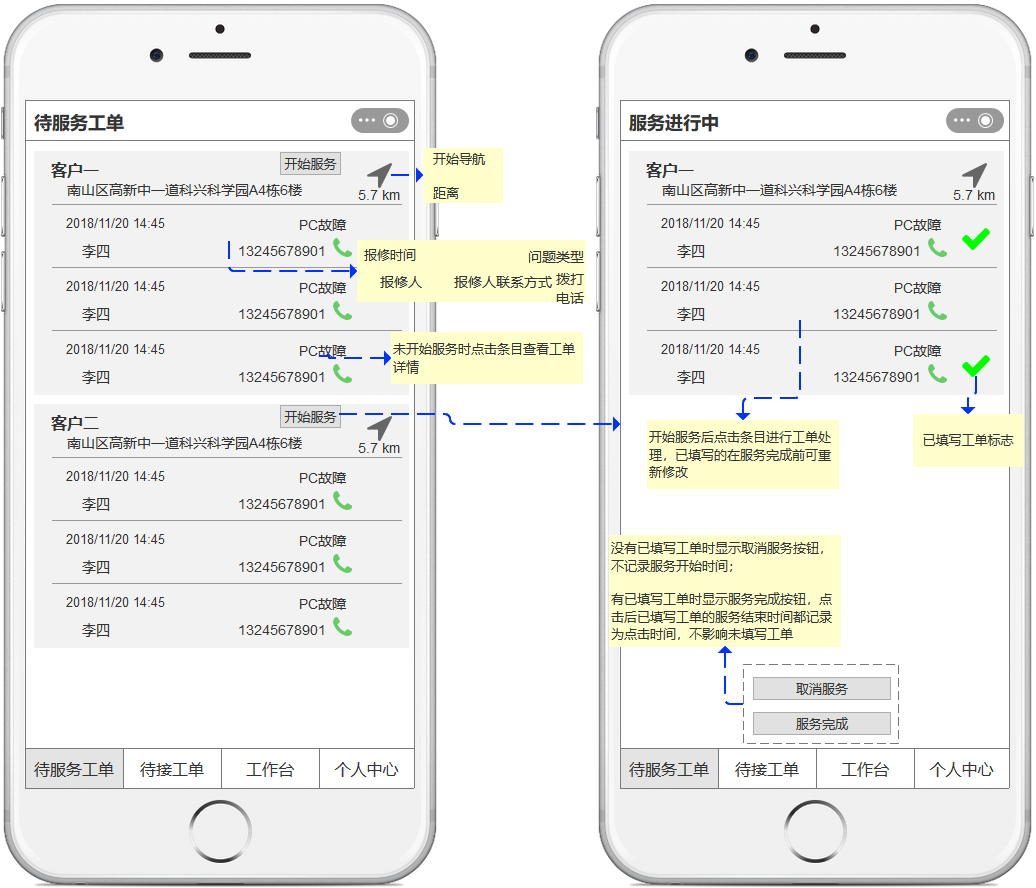 待服务工单
客户一
开始服务
南山区高新中一道科兴科学园A4栋6楼
5.7 km
开始导航
距离
2018/11/20 14:45
PC故障
李四
13245678901
报修时间
问题类型
报修人
报修人联系方式
拨打
电话
2018/11/20 14:45
PC故障
李四
13245678901
2018/11/20 14:45
PC故障
李四
13245678901
未开始服务时点击条目查看工单
详情
客户二
开始服务
南山区高新中一道科兴科学园A4栋6楼
5.7 km
2018/11/20 14:45
PC故障
李四
13245678901
2018/11/20 14:45
PC故障
李四
13245678901
2018/11/20 14:45
PC故障
李四
13245678901
待服务工单
待接工单
工作台
个人中心
服务进行中
客户一
南山区高新中一道科兴科学园A4栋6楼
5.7 km
2018/11/20 14:45
PC故障
李四
13245678901
2018/11/20 14:45
PC故障
李四
13245678901
2018/11/20 14:45
PC故障
李四
13245678901
开始服务后点击条目进行工单处
理，已填写的在服务完成前可重
新修改
已填写工单标志
没有已填写工单时显示取消服务按钮，
不记录服务开始时间；
有已填写工单时显示服务完成按钮，点
击后已填写工单的服务结束时间都记录
为点击时间，不影响未填写工单
取消服务
服务完成
待服务工单
待接工单
工作台
个人中心